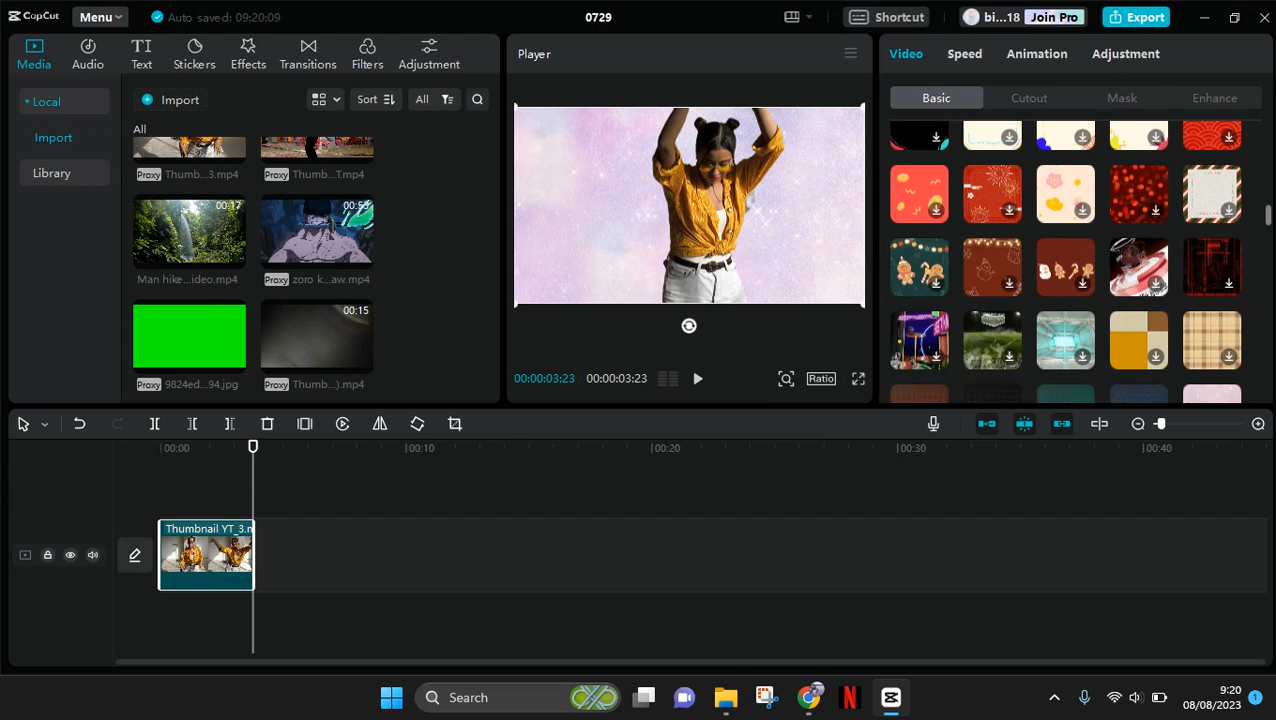 CapCut
Menu
Auto saved: 09:20:09
0729
Shortcut
bi...18
Join Pro
Export
Media
Audio
Text
Stickers
Effects
Transitions
Filters
Adjustment
Local
Import
Library
Import
Sort
All
All
Proxy Thumb...3.mp4
Proxy Thumb...T.mp4
00:17
Man hike...ideo.mp4
00:53
Proxy zoro k...aw.mp4
Proxy 9824ed...94.jpg
00:15
Proxy Thumb...).mp4
Player
00:00:03:23
00:00:03:23
Ratio
Video
Speed
Animation
Adjustment
Basic
Cutout
Mask
Enhance
00:00
00:10
00:20
00:30
00:40
Thumbnail YT_3.m
Search
9:20
08/08/2023
1